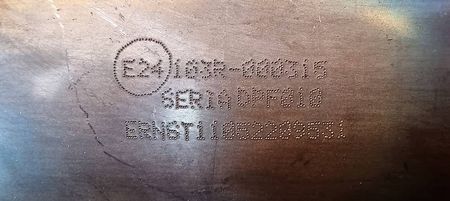 E24 103R-000315
SERIA DPF010
ERNST11052209531